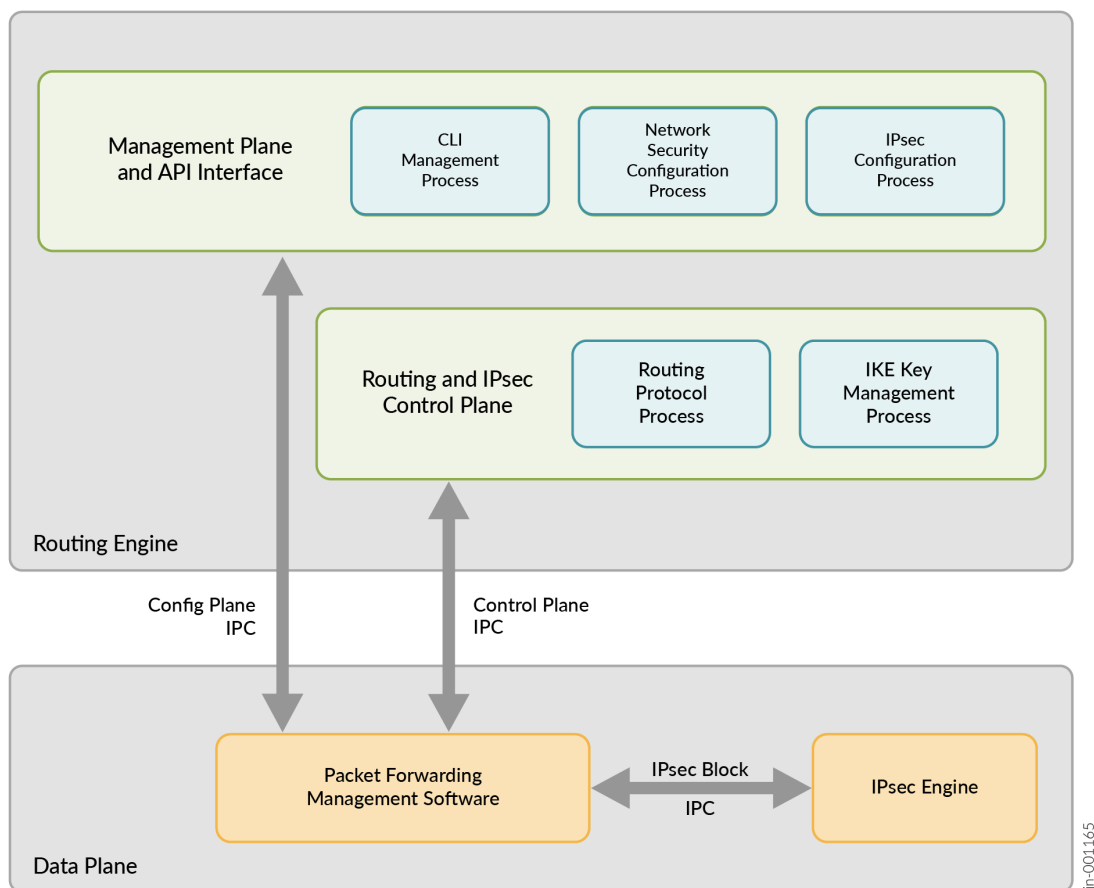 Management Plane
and API Interface
CLI
Management
Process
Network
Security
Configuration
Process
IPsec
Configuration
Process
Routing and IPsec
Control Plane
Routing
Protocol
Process
IKE Key
Management
Process
Routing Engine
Config Plane
IPC
Control Plane
IPC
Packet Forwarding
Management Software
IPsec Block
IPC
IPsec Engine
Data Plane
in-001165